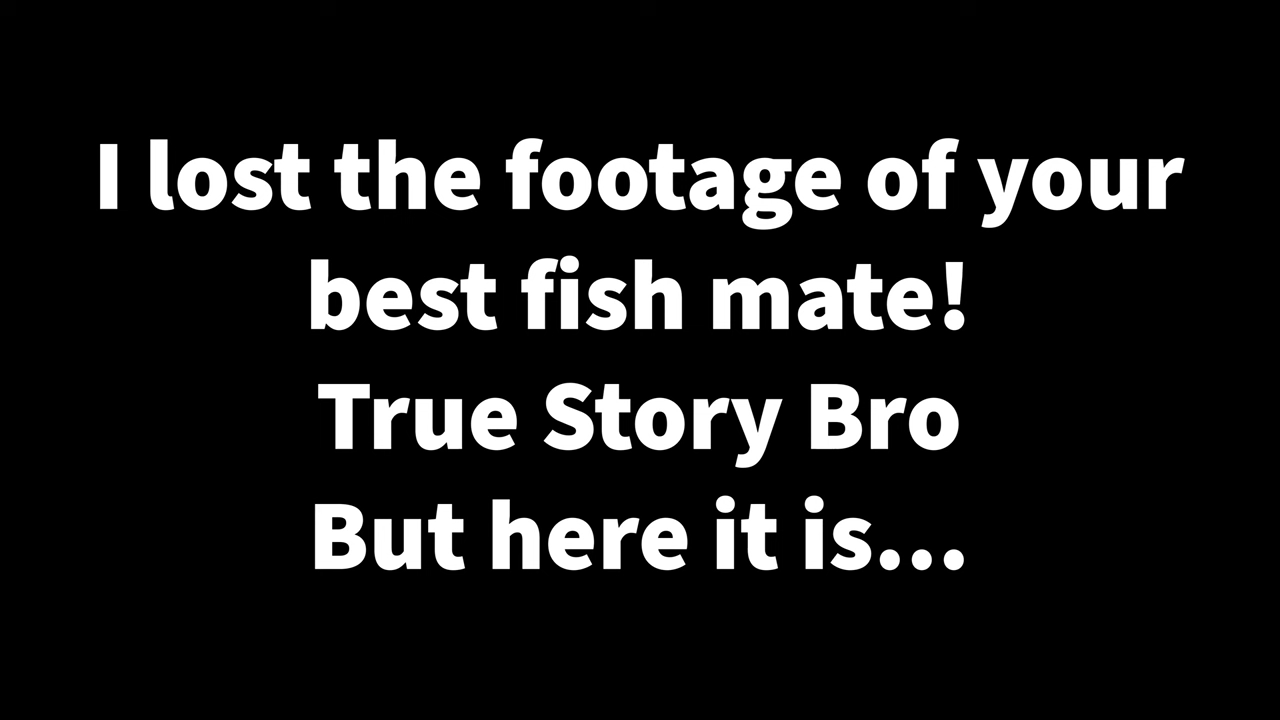 I lost the footage of your
best fish mate!
True Story Bro
But here it is...